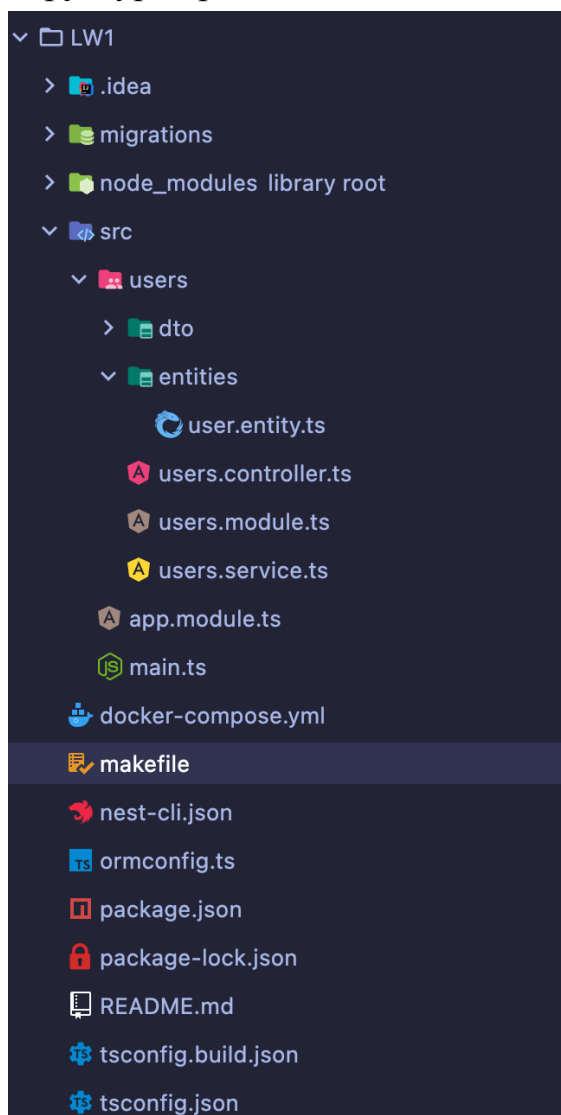 LW1
.idea
migrations
node_modules library root
src
users
dto
entities
user.entity.ts
users.controller.ts
users.module.ts
users.service.ts
app.module.ts
main.ts
docker-compose.yml
makefile
nest-cli.json
ormconfig.ts
package.json
package-lock.json
README.md
tsconfig.build.json
tsconfig.json